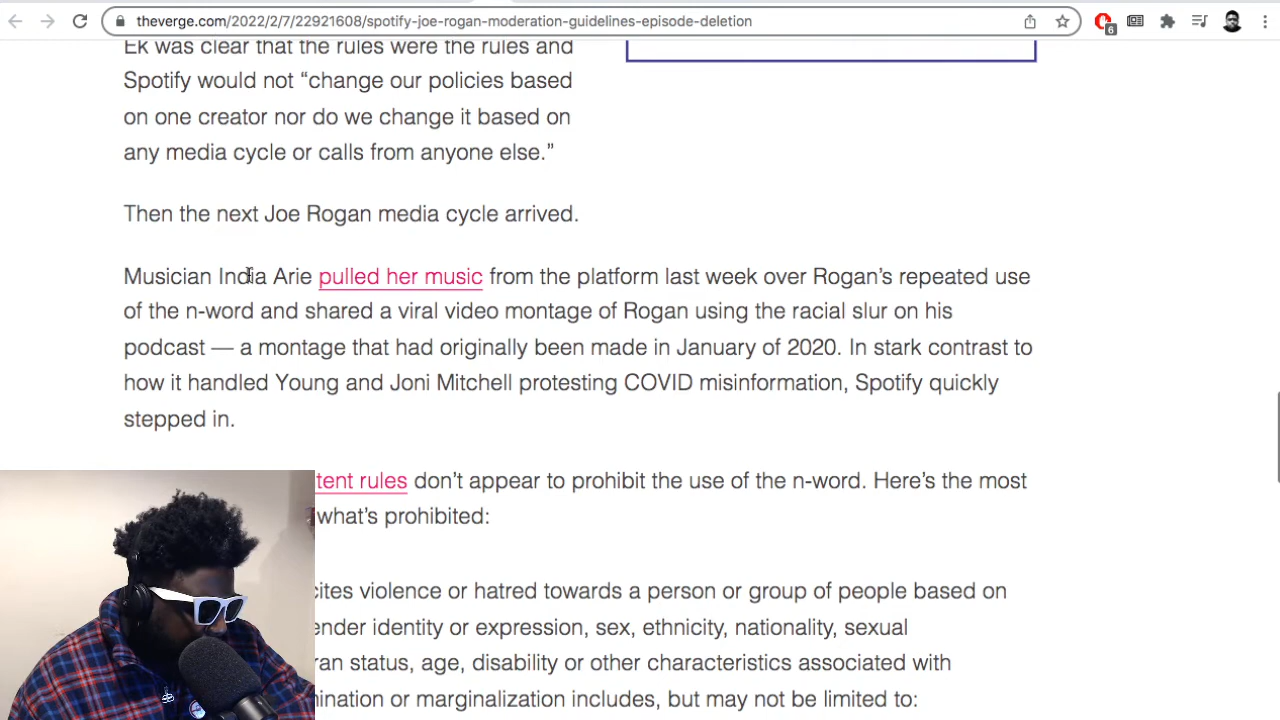 theverge.com/2022/2/7/22921608/spotify-joe-rogan-moderation-guidelines-episode-deletion
6
Ek was clear that the rules were the rules and
Spotify would not “change our policies based
on one creator nor do we change it based on
any media cycle or calls from anyone else.”
Then the next Joe Rogan media cycle arrived.
Musician India Arie pulled her music from the platform last week over Rogan’s repeated use
of the n-word and shared a viral video montage of Rogan using the racial slur on his
podcast — a montage that had originally been made in January of 2020. In stark contrast to
how it handled Young and Joni Mitchell protesting COVID misinformation, Spotify quickly
stepped in.
tent rules don’t appear to prohibit the use of the n-word. Here’s the most
what’s prohibited:
cites violence or hatred towards a person or group of people based on
ender identity or expression, sex, ethnicity, nationality, sexual
ran status, age, disability or other characteristics associated with
mination or marginalization includes, but may not be limited to: